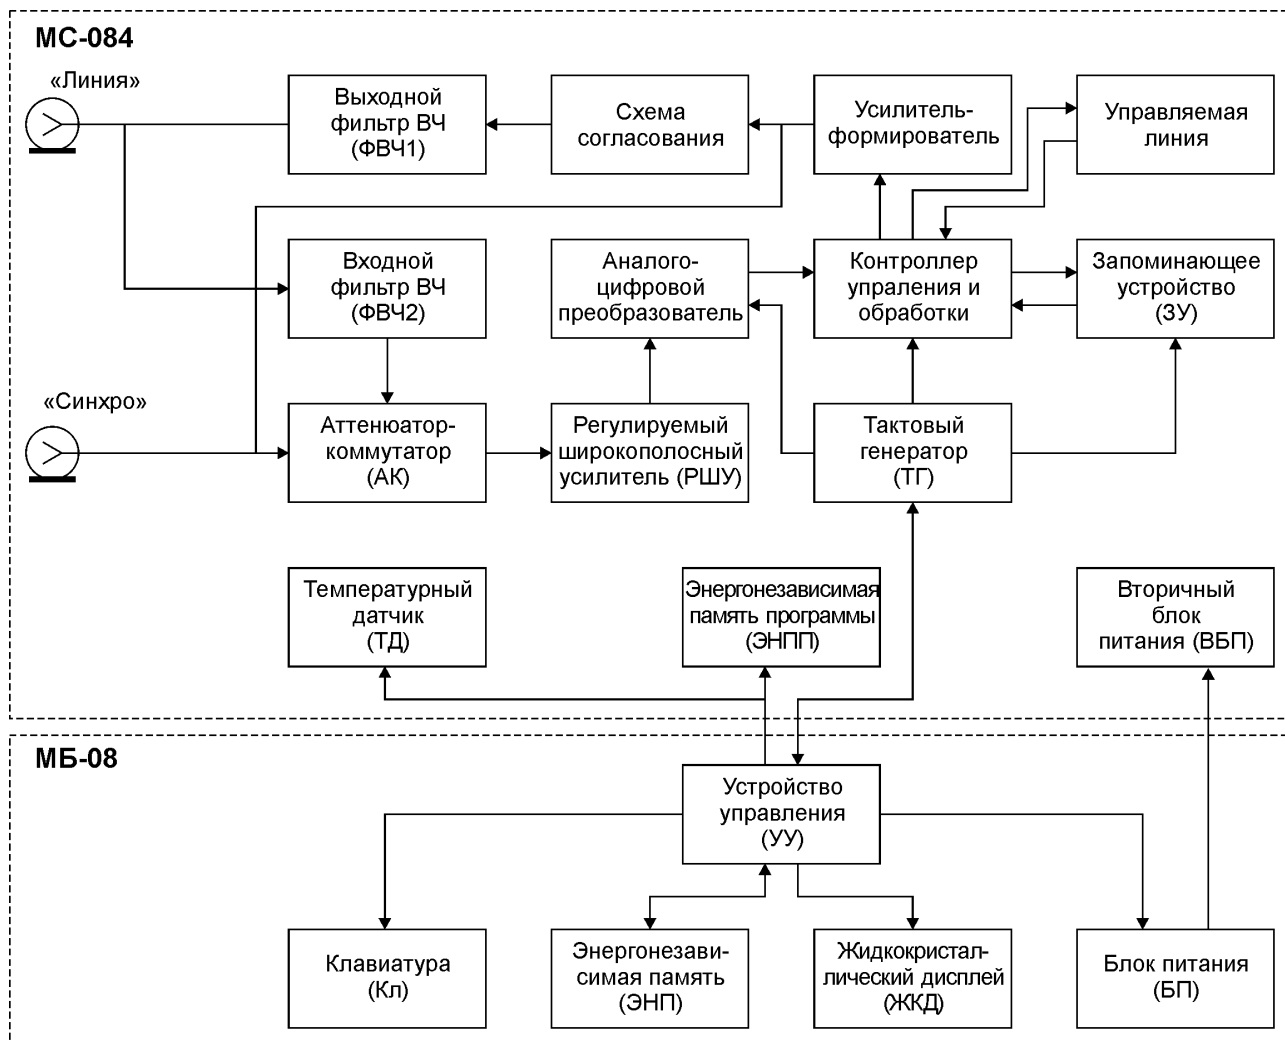 МС-084
«Линия»
Выходной
фильтр ВЧ
(ФВЧ1)
Схема
согласования
Усилитель-
формирователь
Управляемая
линия
Входной
фильтр ВЧ
(ФВЧ2)
Аналого-
цифровой
преобразователь
Контроллер
упраления и
обработки
Запоминающее
устройство
(ЗУ)
«Синхро»
Аттенюатор-
коммутатор
(АК)
Регулируемый
широкополосный
усилитель (РШУ)
Тактовый
генератор
(ТГ)
Температурный
датчик
(ТД)
Энергонезависимая
память программы
(ЭНПП)
Вторичный
блок
питания (ВБП)
МБ-08
Устройство
управления
(УУ)
Клавиатура
(Кл)
Энергонезави-
симая память
(ЭНП)
Жидкокристал-
лический дисплей
(ЖКД)
Блок питания
(БП)